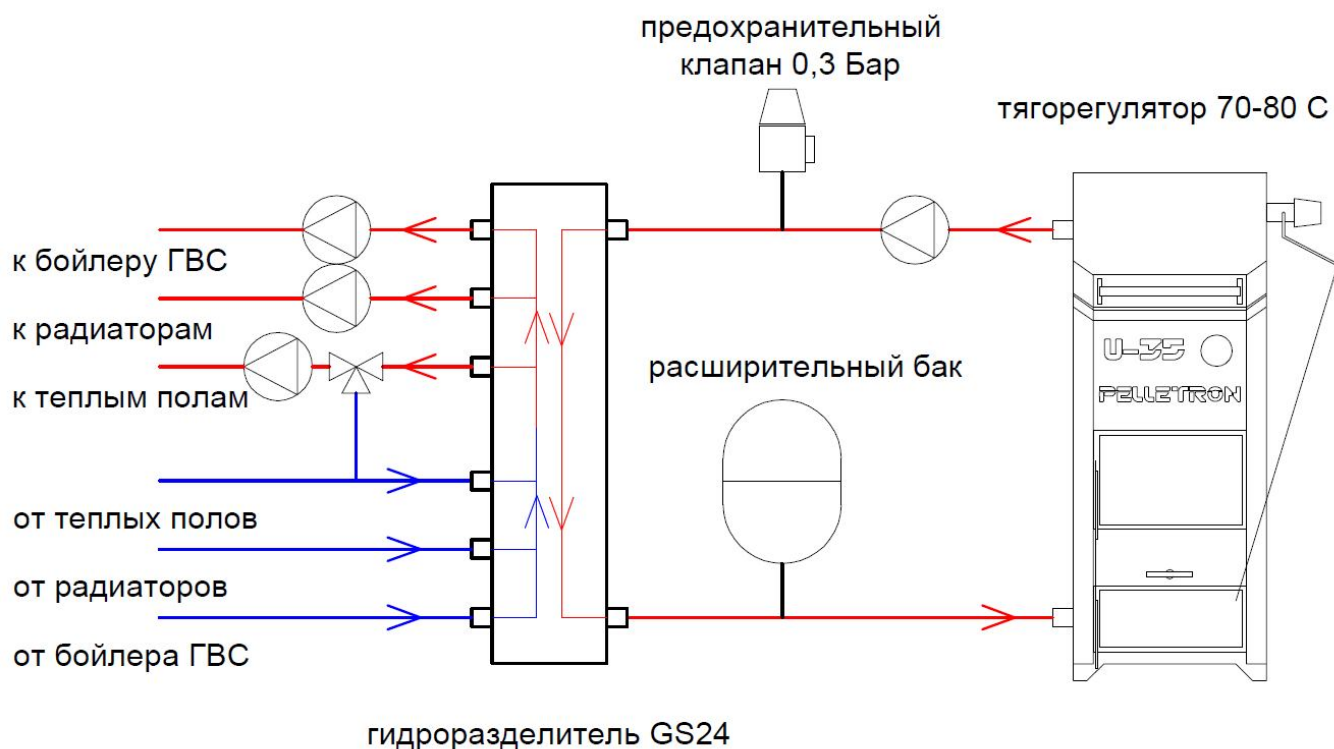 предохранительный
клапан 0,3 Бар
тягорегулятор 70-80 С
к бойлеру ГВС
к радиаторам
к теплым полам
расширительный бак
U-35
PELLETRON
от теплых полов
от радиаторов
от бойлера ГВС
гидроразделитель GS24